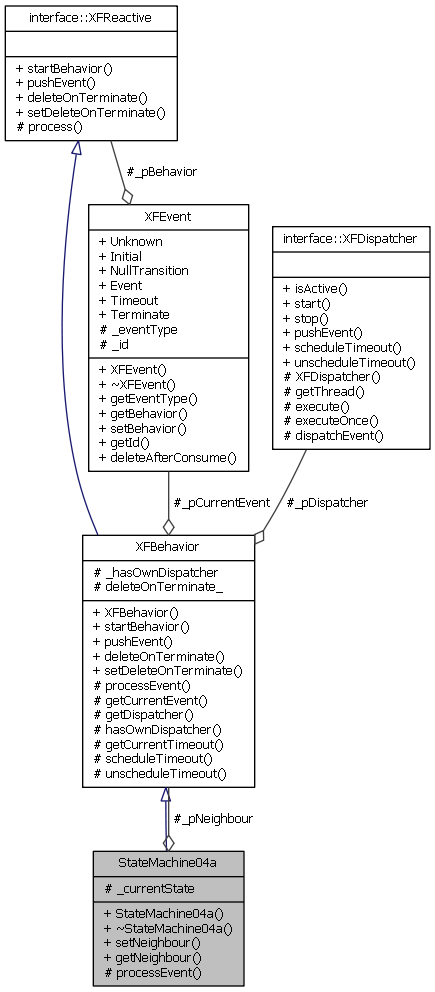 interface::XFReactive
+ startBehavior()
+ pushEvent()
+ deleteOnTerminate()
+ setDeleteOnTerminate()
# process()
#_pBehavior
XFEvent
+ Unknown
+ Initial
+ NullTransition
+ Event
+ Timeout
+ Terminate
# _eventType
# _id
+ XFEvent()
+ ~XFEvent()
+ getEventType()
+ getBehavior()
+ setBehavior()
+ getId()
+ deleteAfterConsume()
interface::XFDispatcher
+ isActive()
+ start()
+ stop()
+ pushEvent()
+ scheduleTimeout()
+ unscheduleTimeout()
# XFDispatcher()
# getThread()
# execute()
# executeOnce()
# dispatchEvent()
#_pCurrentEvent
#_pDispatcher
XFBehavior
# _hasOwnDispatcher
# deleteOnTerminate_
+ XFBehavior()
+ startBehavior()
+ pushEvent()
+ deleteOnTerminate()
+ setDeleteOnTerminate()
# processEvent()
# getCurrentEvent()
# getDispatcher()
# hasOwnDispatcher()
# getCurrentTimeout()
# scheduleTimeout()
# unscheduleTimeout()
#_pNeighbour
StateMachine04a
# _currentState
+ StateMachine04a()
+ ~StateMachine04a()
+ setNeighbour()
+ getNeighbour()
# processEvent()